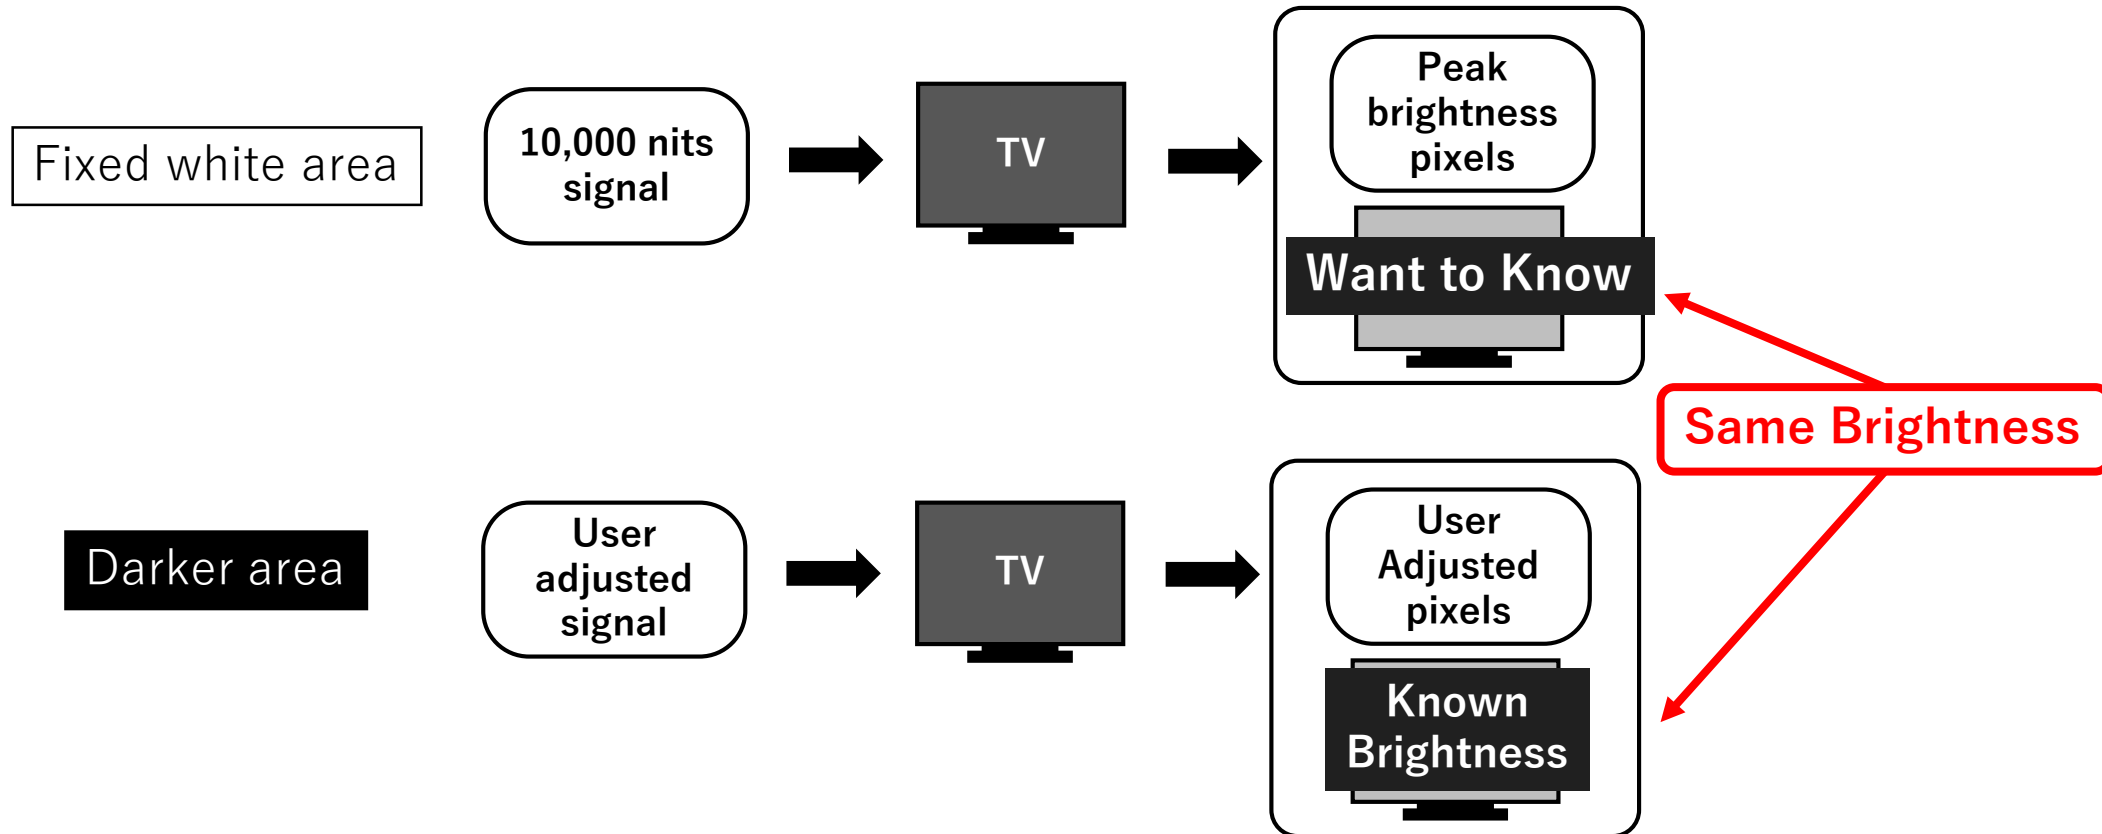 Fixed white area
10,000 nits
signal
TV
Peak
brightness
pixels
Want to Know
Same Brightness
Darker area
User
adjusted
signal
TV
User
Adjusted
pixels
Known
Brightness